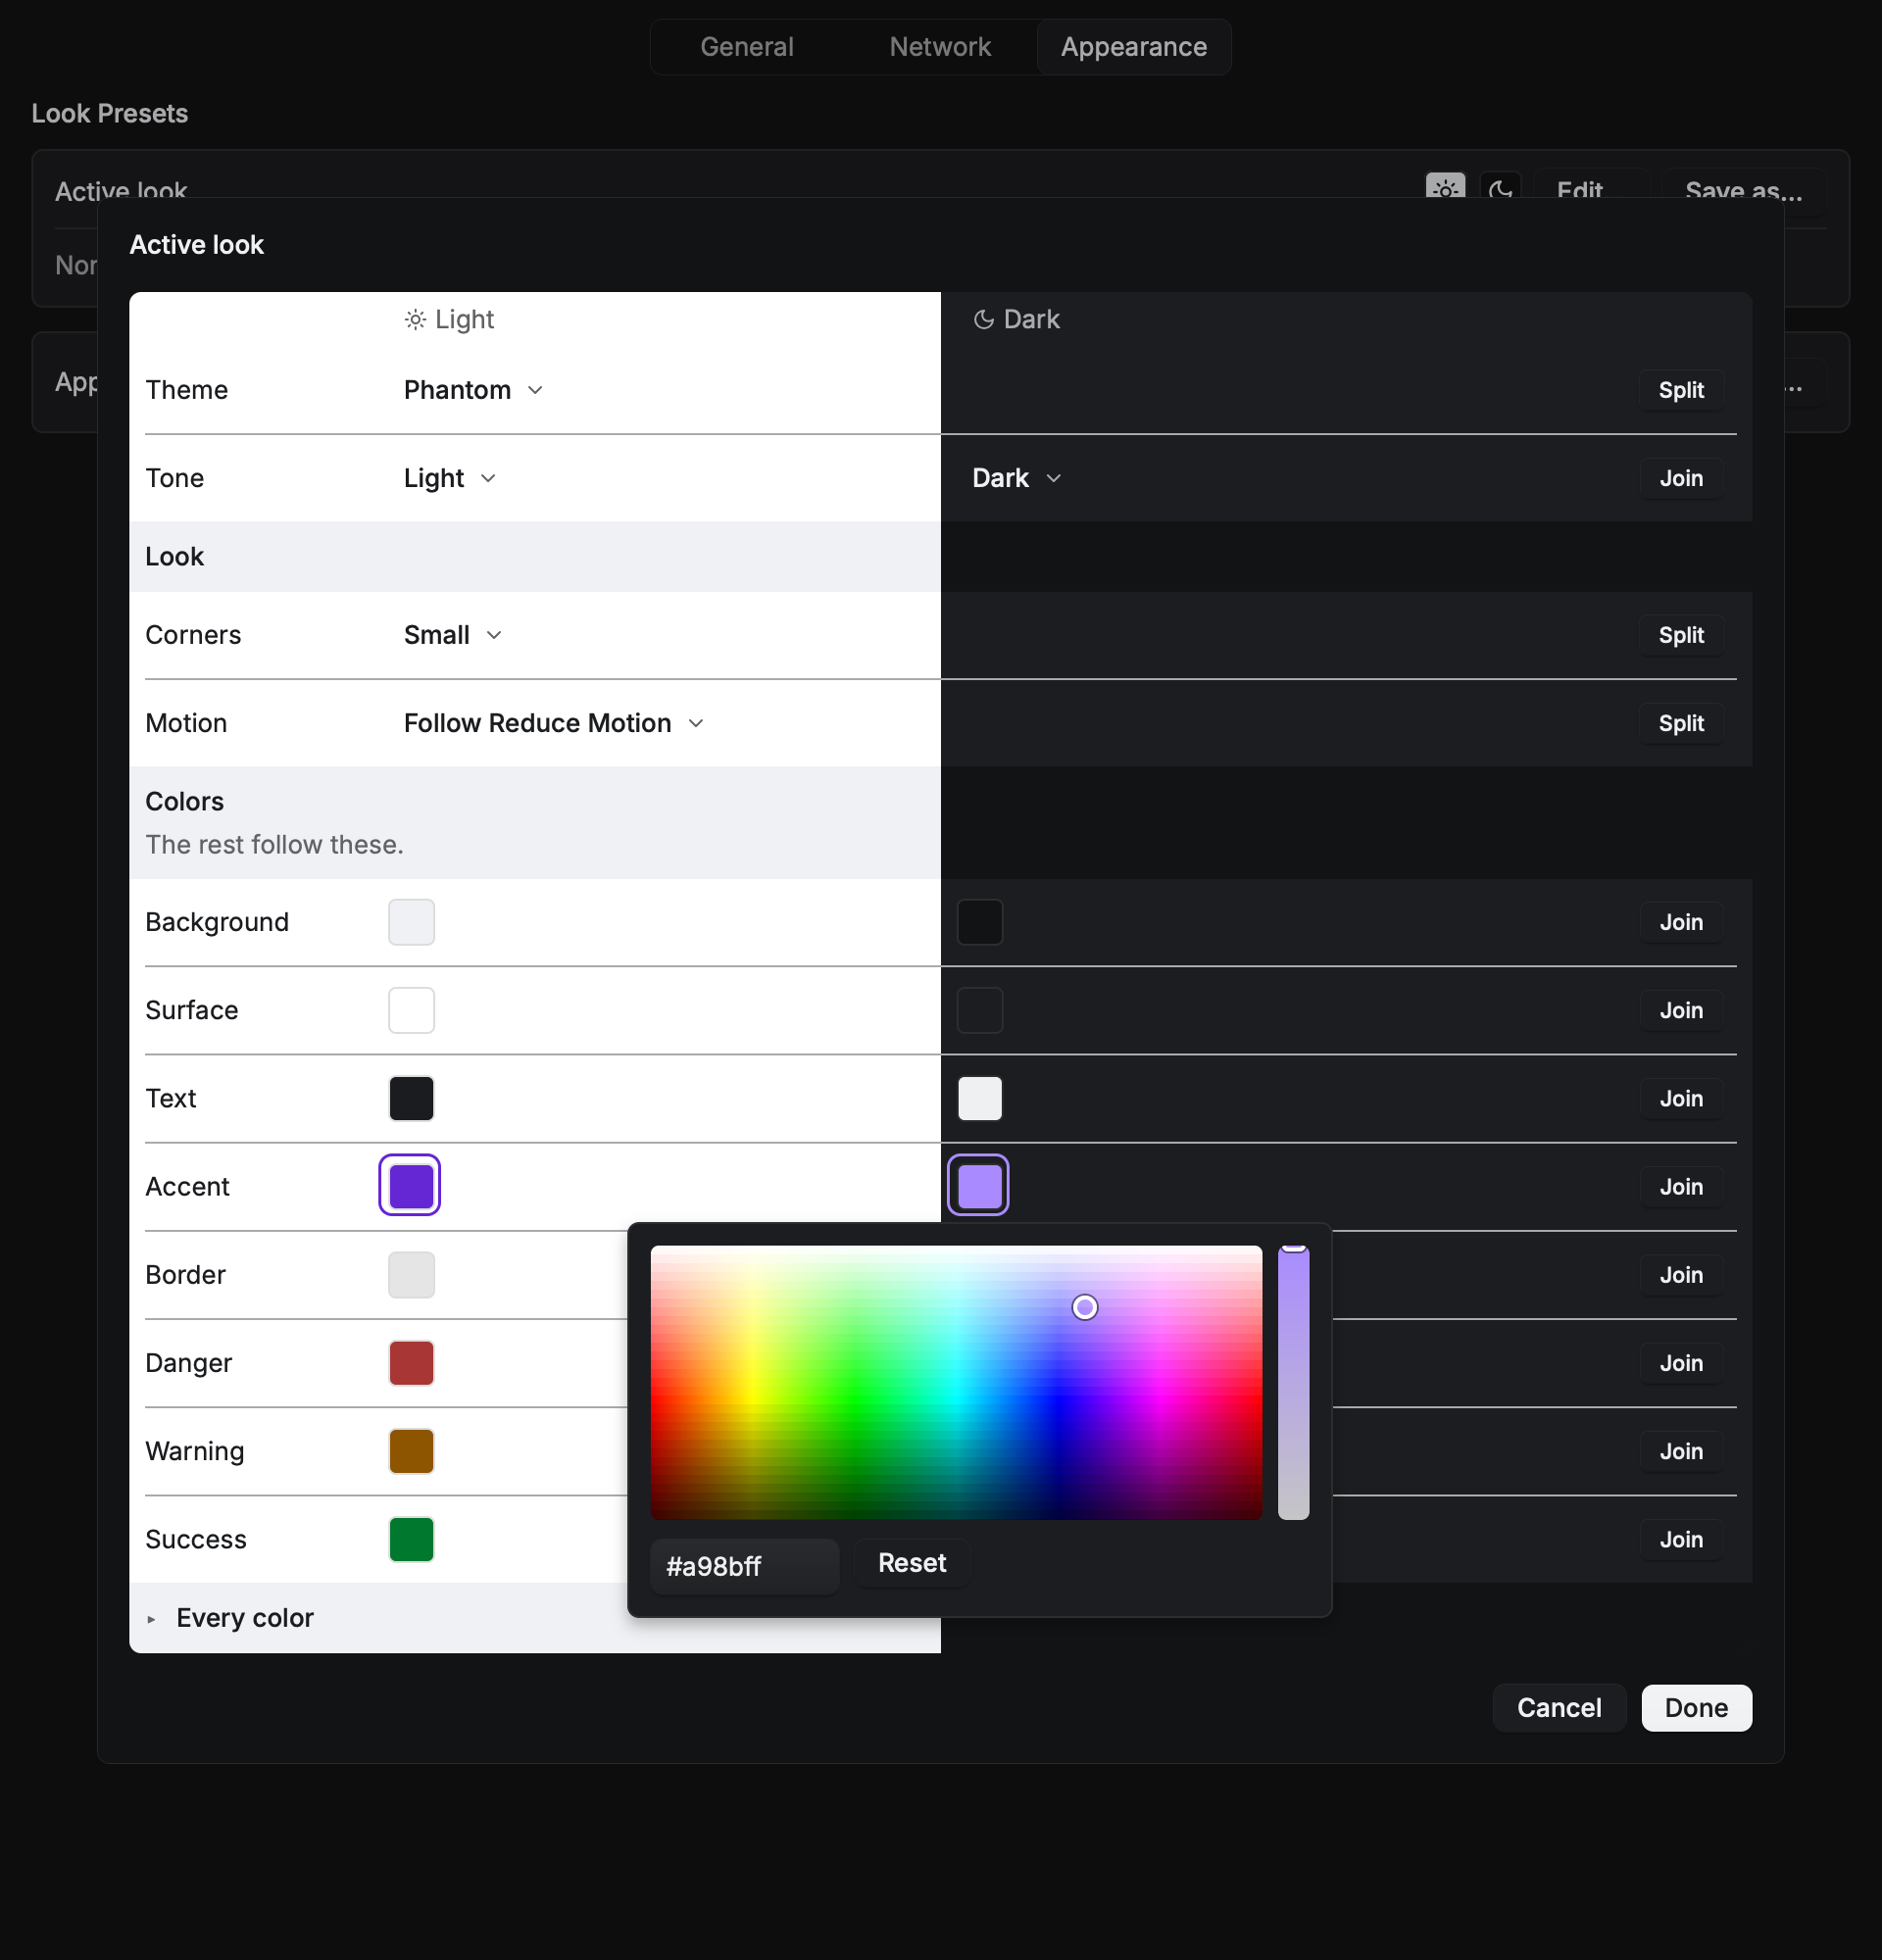 General Network Appearance
Look Presets
Active look Edit Save as...
Active look
Light Dark
Theme Phantom Split
Tone Light Dark Join
Look
Corners Small Split
Motion Follow Reduce Motion Split
Colors
The rest follow these.
Background Join
Surface Join
Text Join
Accent Join
Border Join
Danger Join
Warning Join
Success Join
#a98bff Reset
Every color
Cancel Done